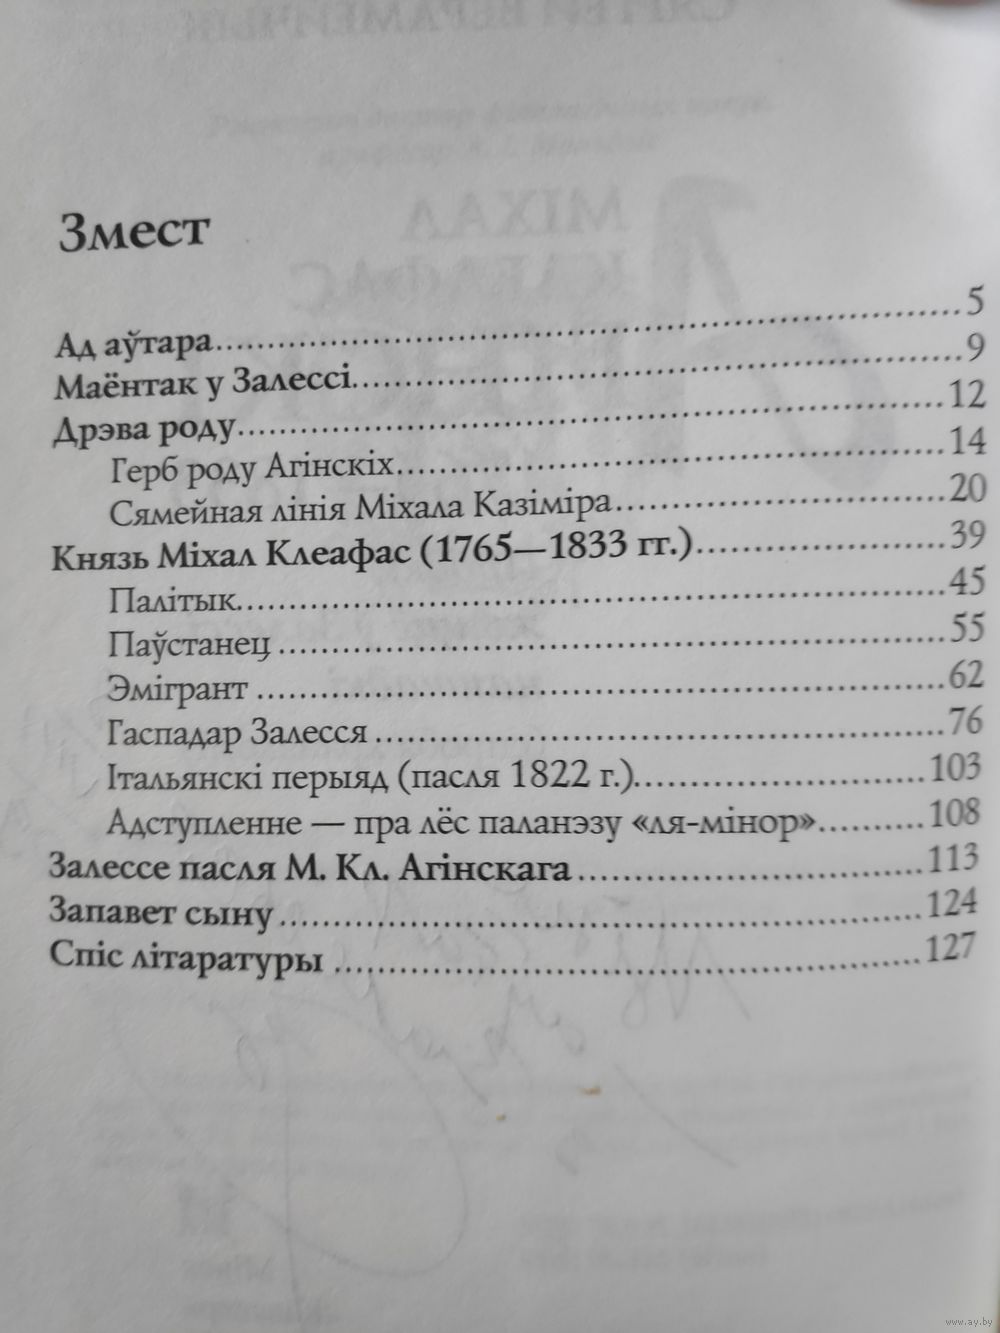 Змест
Ад аўтара 5
Маёнтак у Залессі 9
Дрэва роду 12
Герб роду Агінскіх 14
Сямейная лінія Міхала Казіміра 20
Князь Міхал Клеафас (1765—1833 гг.) 39
Палітык 45
Паўстанец 55
Эмігрант 62
Гаспадар Залесся 76
Італьянскі перыяд (пасля 1822 г.) 103
Адступленне — пра лёс паланэзу «ля-мінор» 108
Залессе пасля М. Кл. Агінскага 113
Запавет сыну 124
Спіс літаратуры 127
www.ay.by